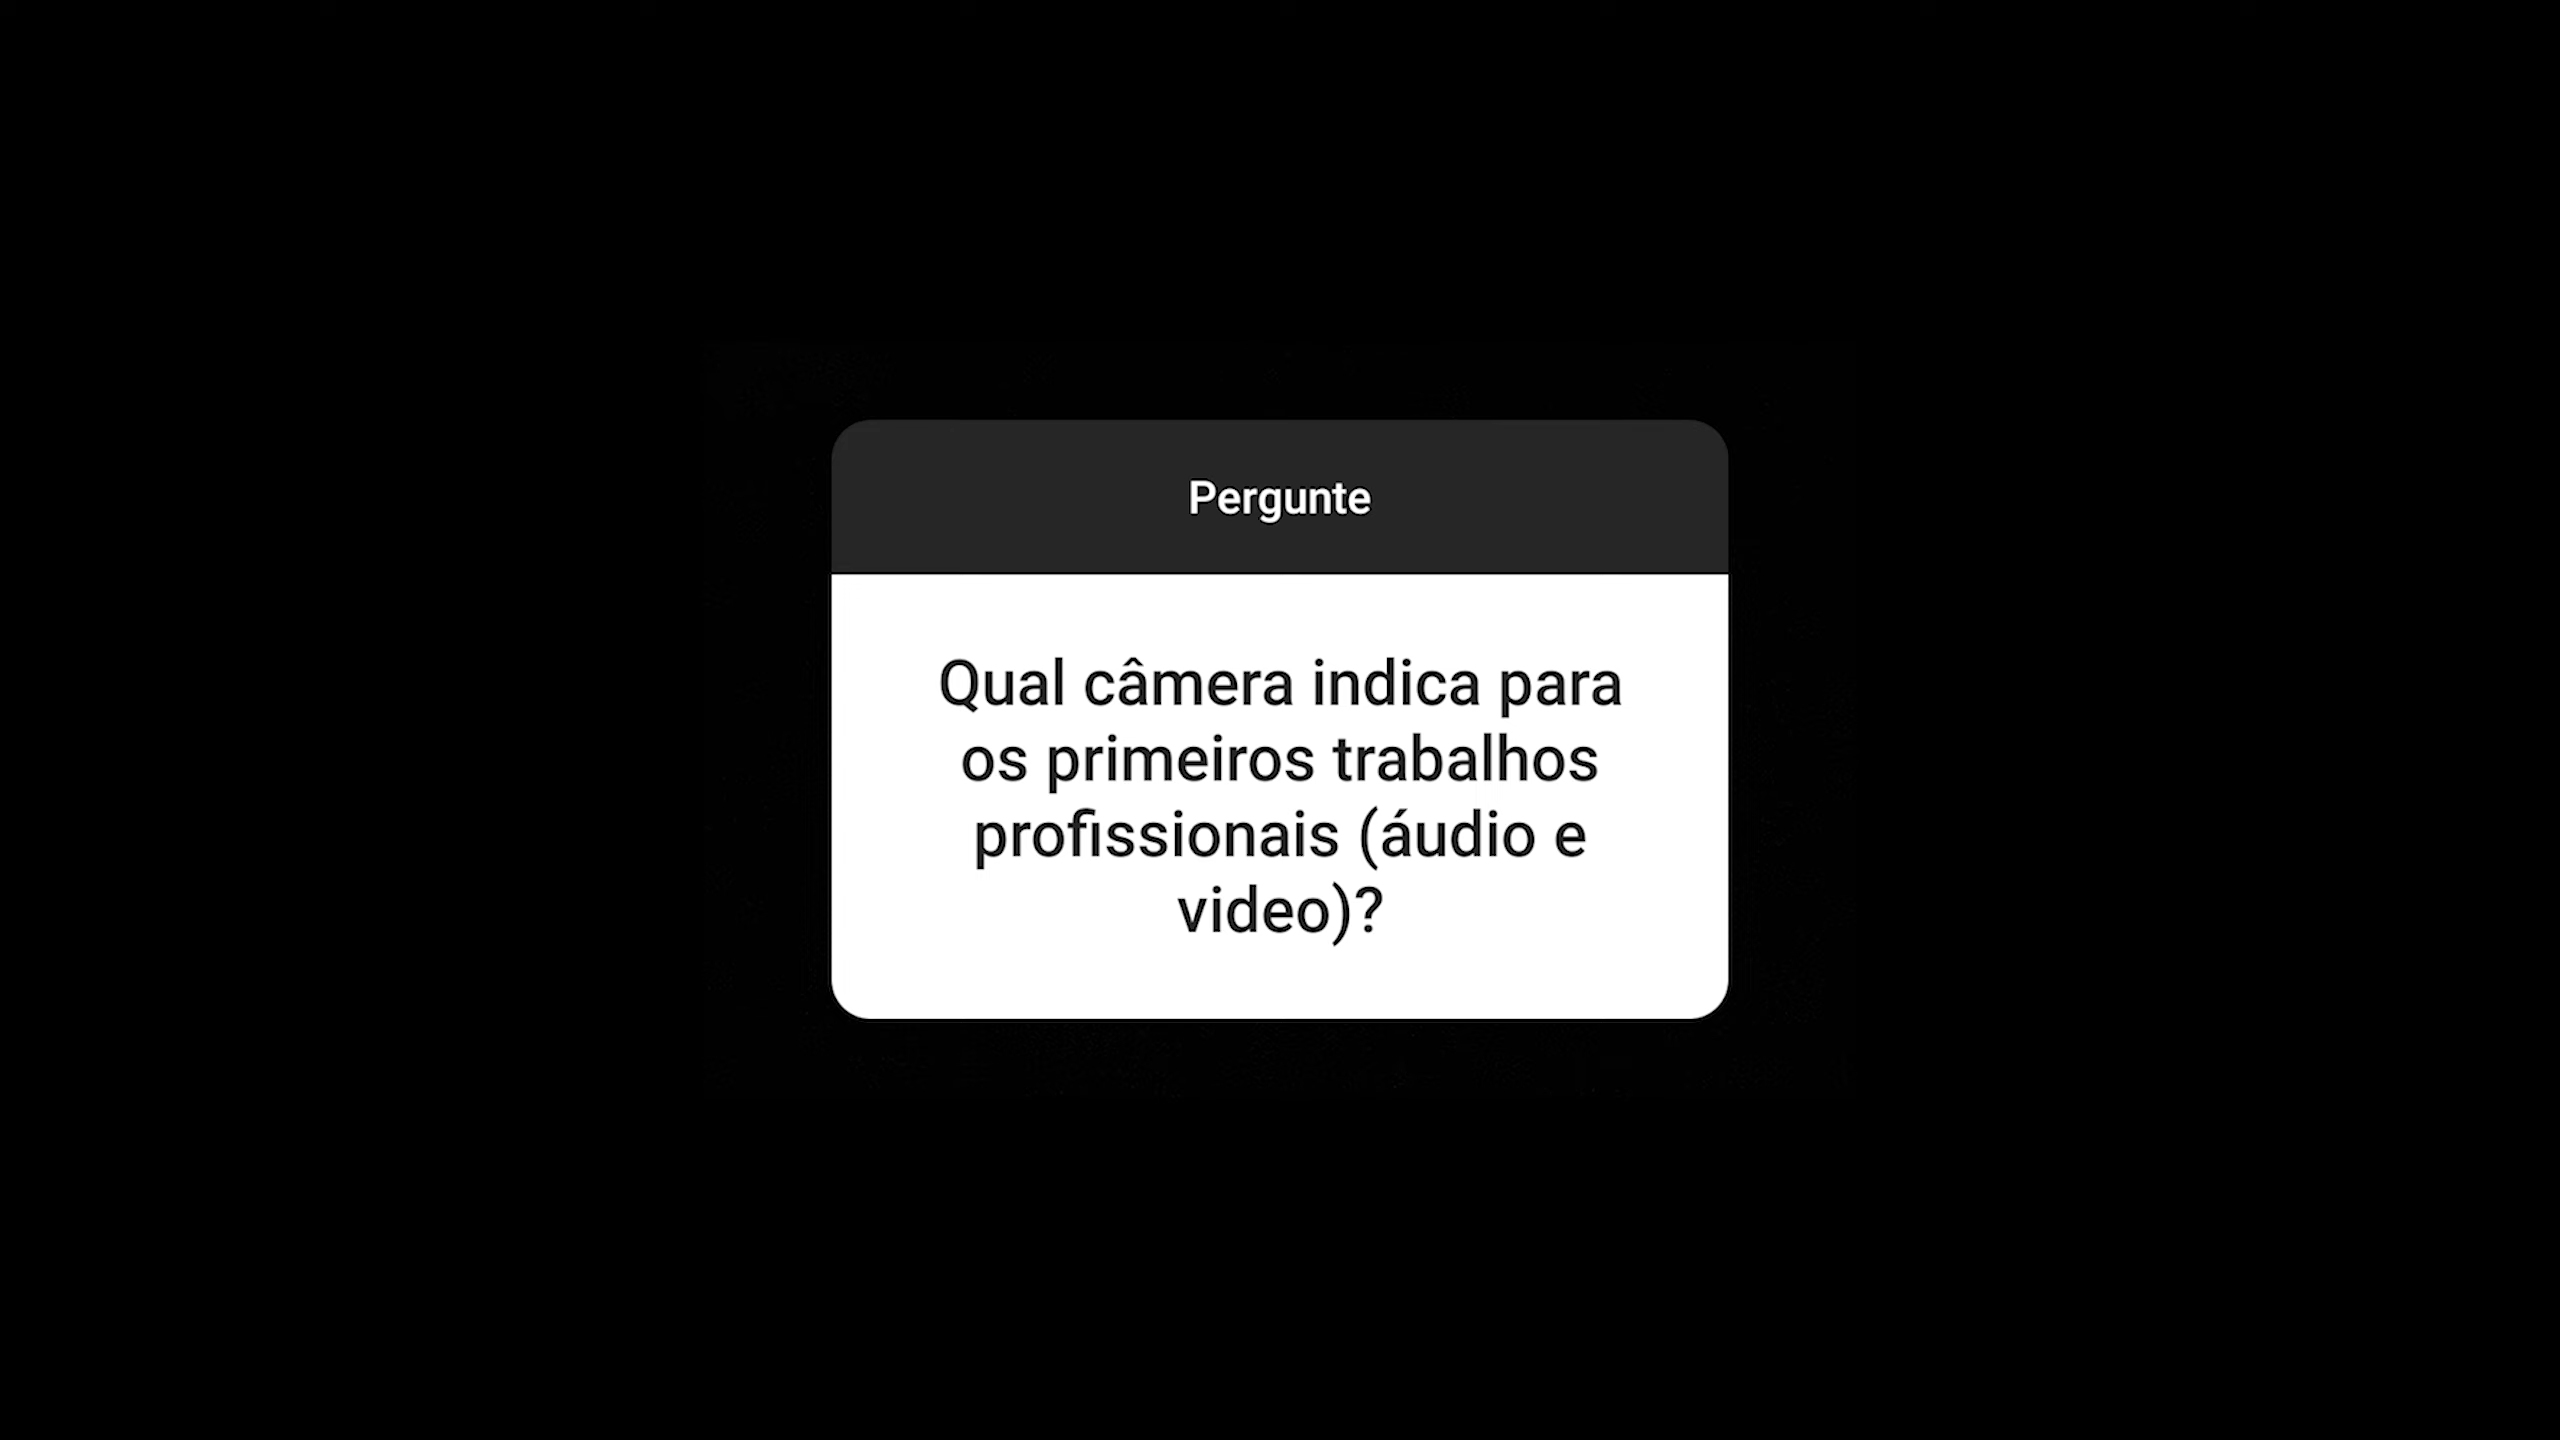 Pergunte
Qual câmera indica para
os primeiros trabalhos
profissionais (áudio e
video)?